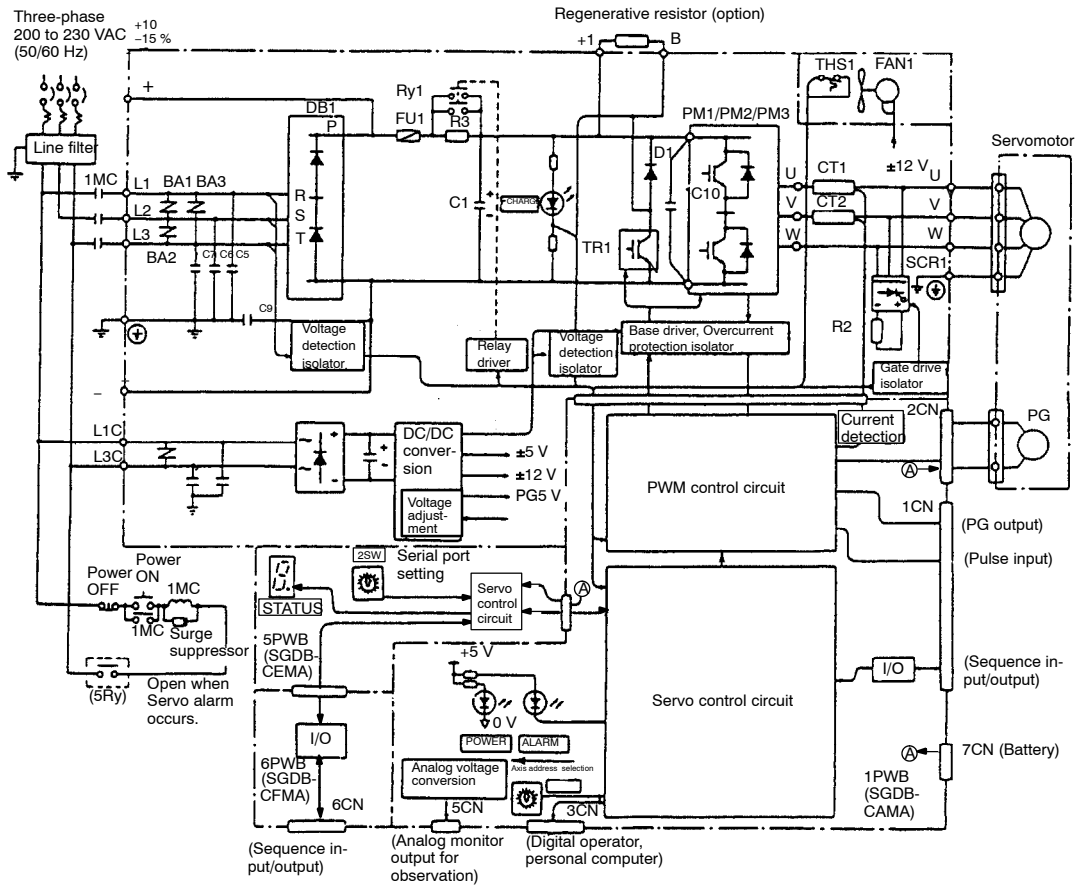 Three-phase
200 to 230 VAC +10 −15 %
(50/60 Hz)
Regenerative resistor (option)
+1
B
THS1
FAN1
+
Ry1
DB1
P
FU1
R3
PM1/PM2/PM3
Servomotor
Line filter
±12 V
1MC
L1
BA1
BA3
R
D1
U
CT1
U
C1
+
-
CHARGE
C10
L2
S
V
CT2
V
L3
T
TR1
W
W
BA2
C7
C6
C5
SCR1
C9
R2
Voltage
detection
isolator
Relay
driver
Voltage
detection
isolator
Base driver, Overcurrent
protection isolator
Gate drive
isolator
−
2CN
PG
Current
detection
L1C
L3C
~
~
+
-
+
-
DC/DC
conver-
sion
±5 V
±12 V
PG5 V
Voltage
adjust-
ment
PWM control circuit
A
1CN
(PG output)
(Pulse input)
2SW
Serial port
setting
Power
OFF
Power
ON
1MC
1MC
Surge
suppressor
STATUS
Servo
control
circuit
A
5PWB
(SGDB-
CEMA)
+5 V
(5Ry)
Open when
Servo alarm
occurs.
0 V
I/O
Servo control circuit
I/O
(Sequence in-
put/output)
POWER
ALARM
6PWB
(SGDB-
CFMA)
Analog voltage
conversion
Axis address selection
A
7CN (Battery)
1PWB
(SGDB-
CAMA)
6CN
5CN
3CN
(Sequence in-
put/output)
(Analog monitor
output for
observation)
(Digital operator,
personal computer)